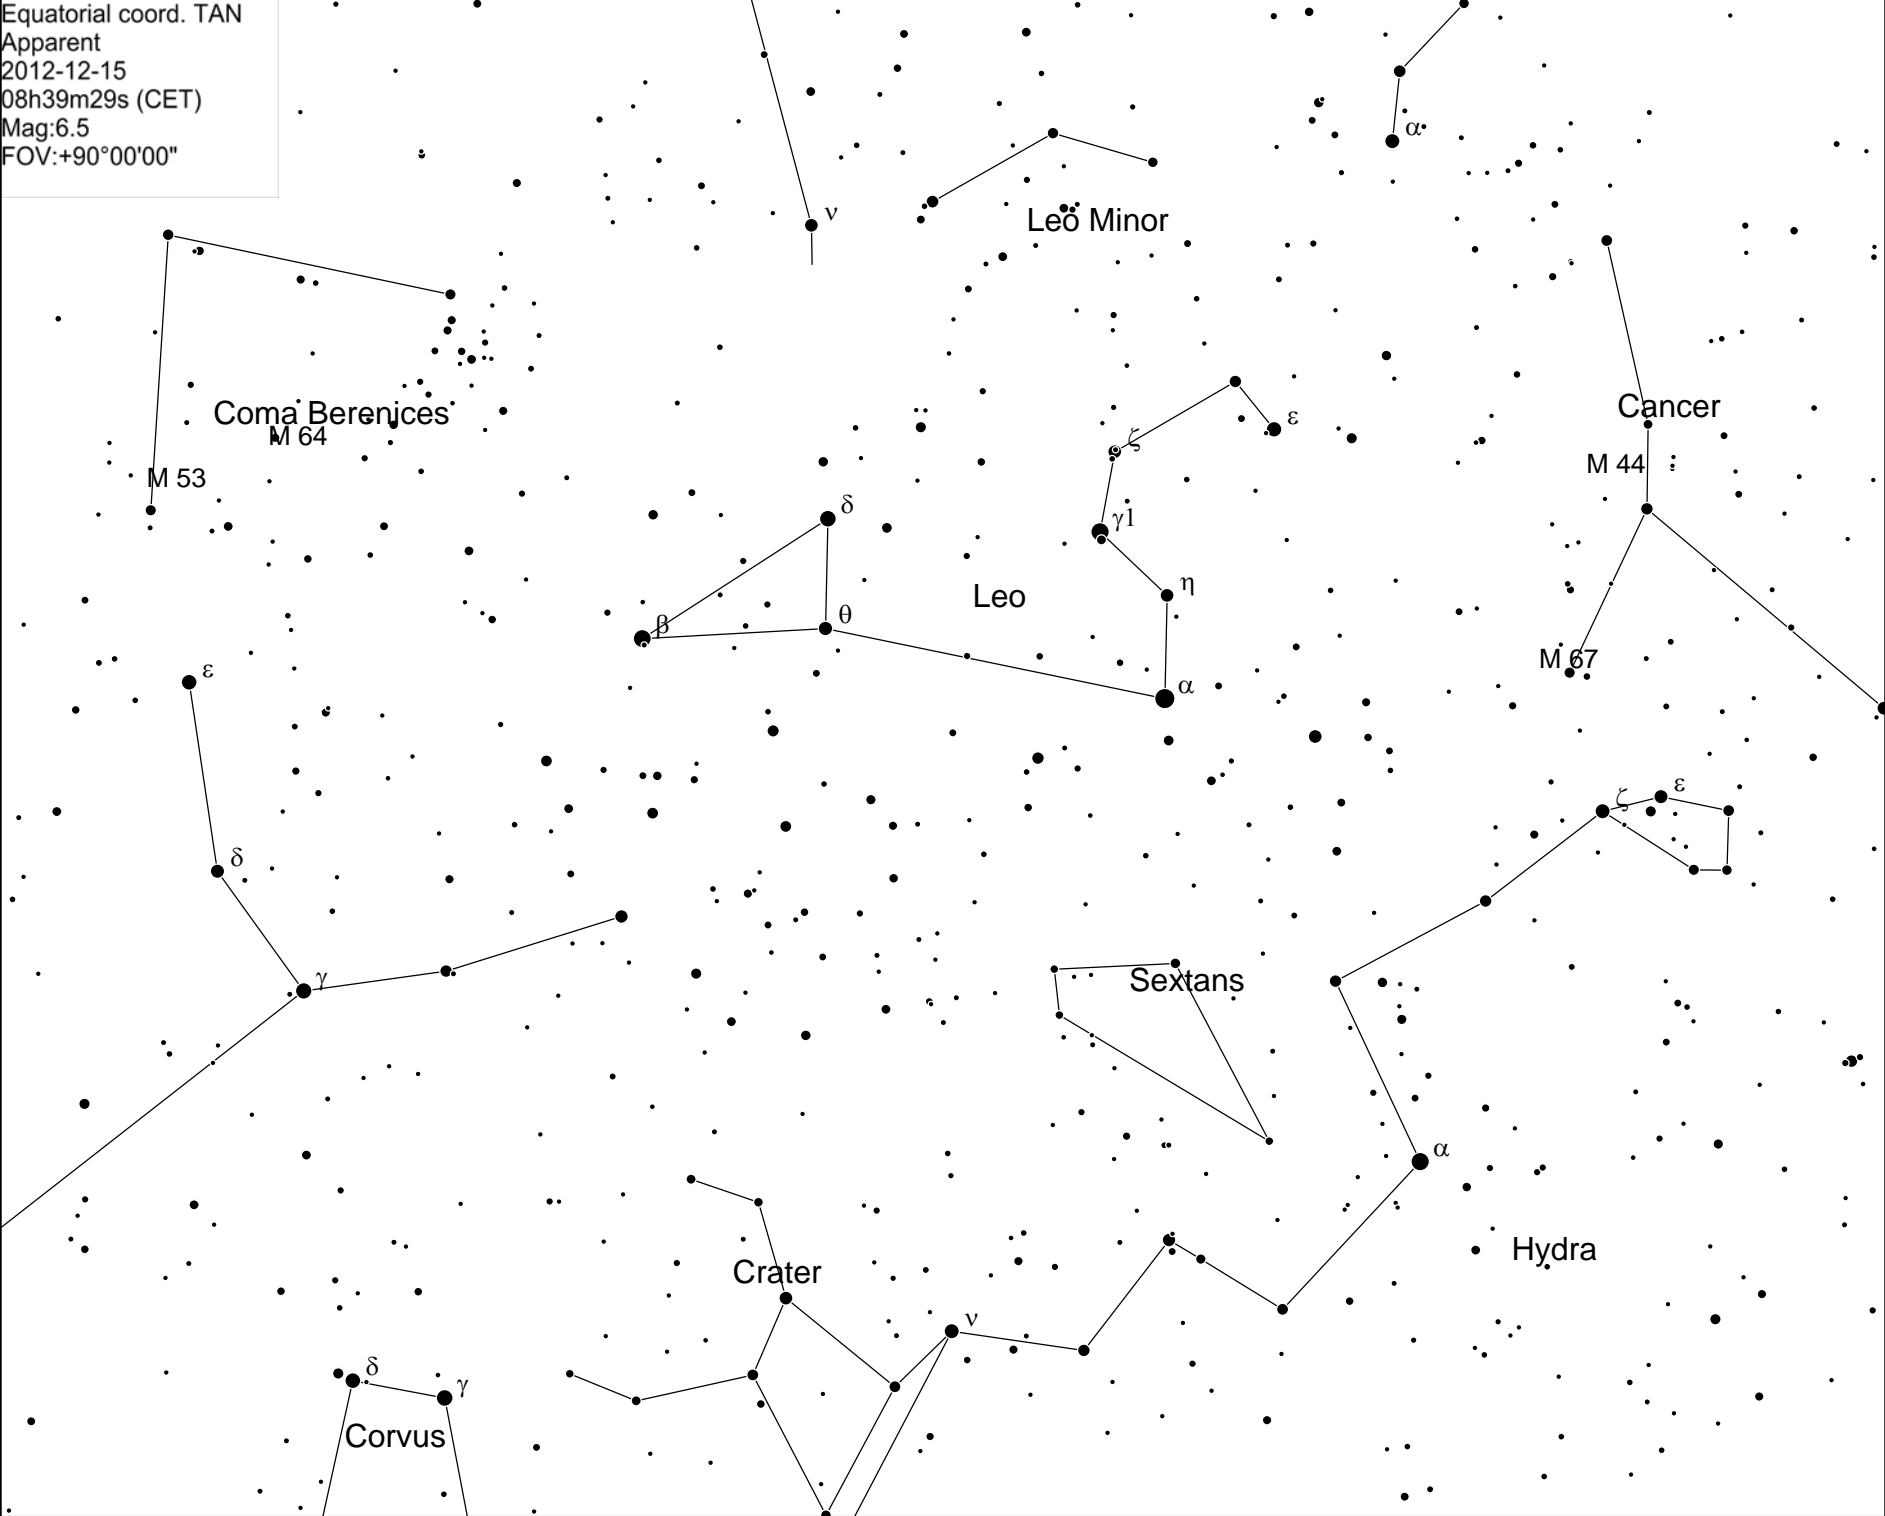 Equatorial coord. TAN
Apparent
2012-12-15
08h39m29s (CET)
Mag:6.5
FOV:+90°00'00"
α
ν
Leo Minor
Coma Berenices
M 64
M 53
Cancer
M 44
ε
ζ
γ1
δ
η
Leo
θ
β
α
M 67
ε
ζ
ε
δ
γ
Sextans
α
Hydra
Crater
ν
δ
γ
Corvus